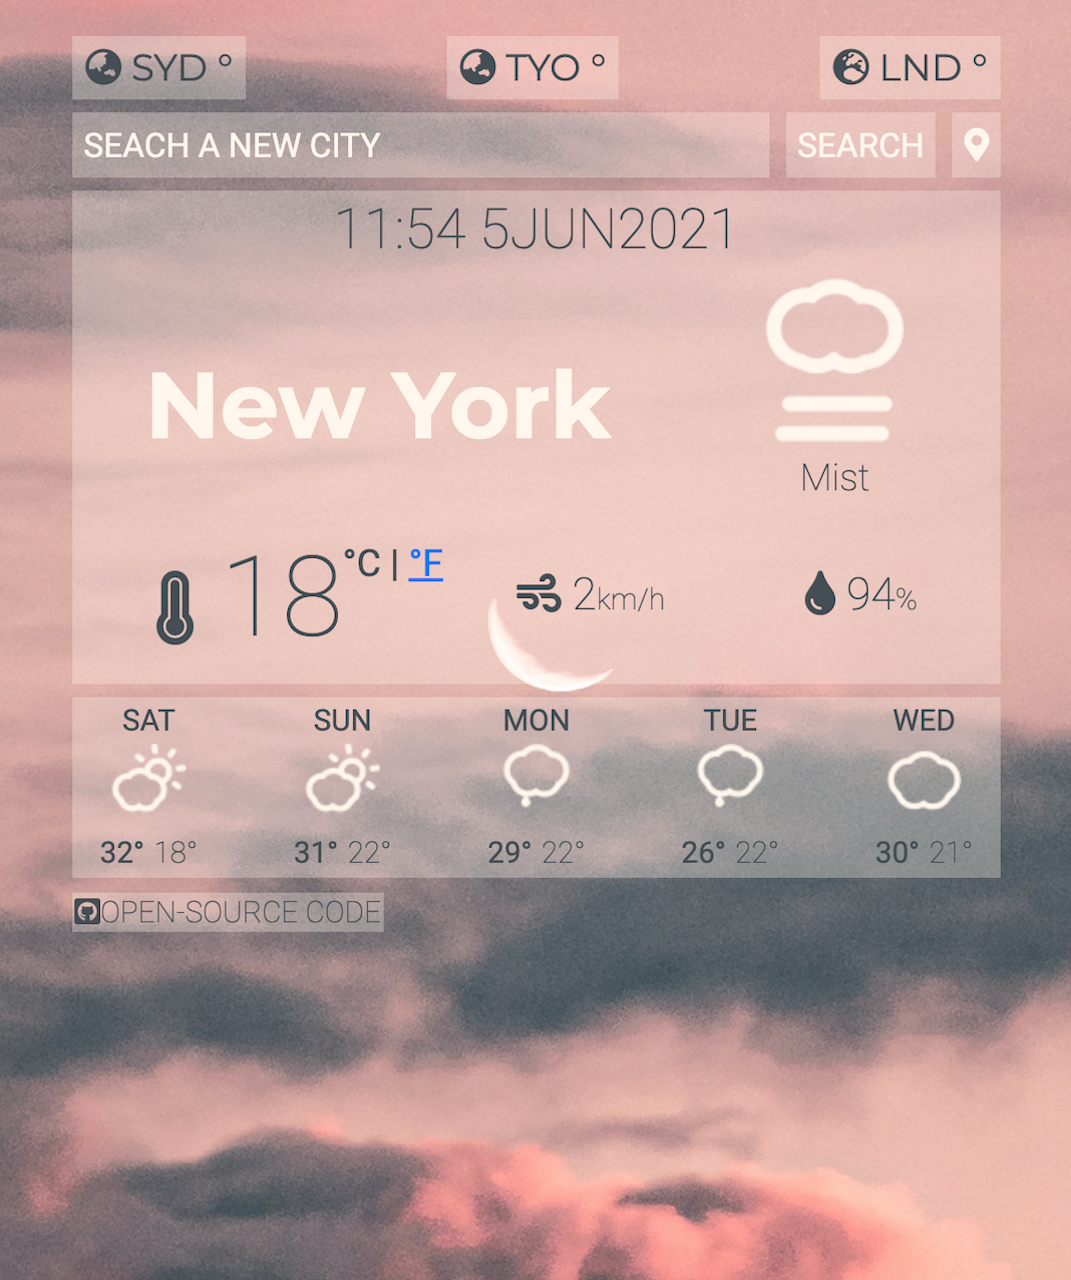 SYD ° TYO ° LND °
SEACH A NEW CITY SEARCH
11:54 5JUN2021
New York
Mist
18 °C | °F 2km/h 94%
SAT SUN MON TUE WED
32° 18° 31° 22° 29° 22° 26° 22° 30° 21°
OPEN-SOURCE CODE